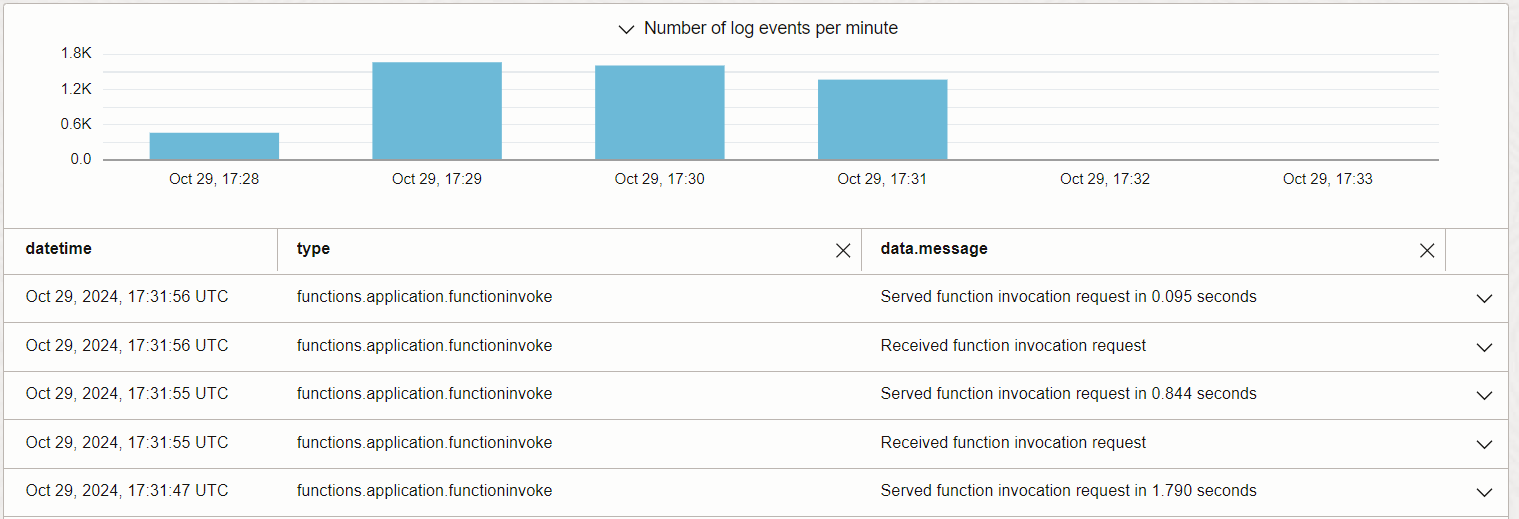 Number of log events per minute
1.8K
1.2K
0.6K
0.0
Oct 29, 17:28 Oct 29, 17:29 Oct 29, 17:30 Oct 29, 17:31 Oct 29, 17:32 Oct 29, 17:33
datetime type data.message
Oct 29, 2024, 17:31:56 UTC functions.application.functioninvoke Served function invocation request in 0.095 seconds
Oct 29, 2024, 17:31:56 UTC functions.application.functioninvoke Received function invocation request
Oct 29, 2024, 17:31:55 UTC functions.application.functioninvoke Served function invocation request in 0.844 seconds
Oct 29, 2024, 17:31:55 UTC functions.application.functioninvoke Received function invocation request
Oct 29, 2024, 17:31:47 UTC functions.application.functioninvoke Served function invocation request in 1.790 seconds